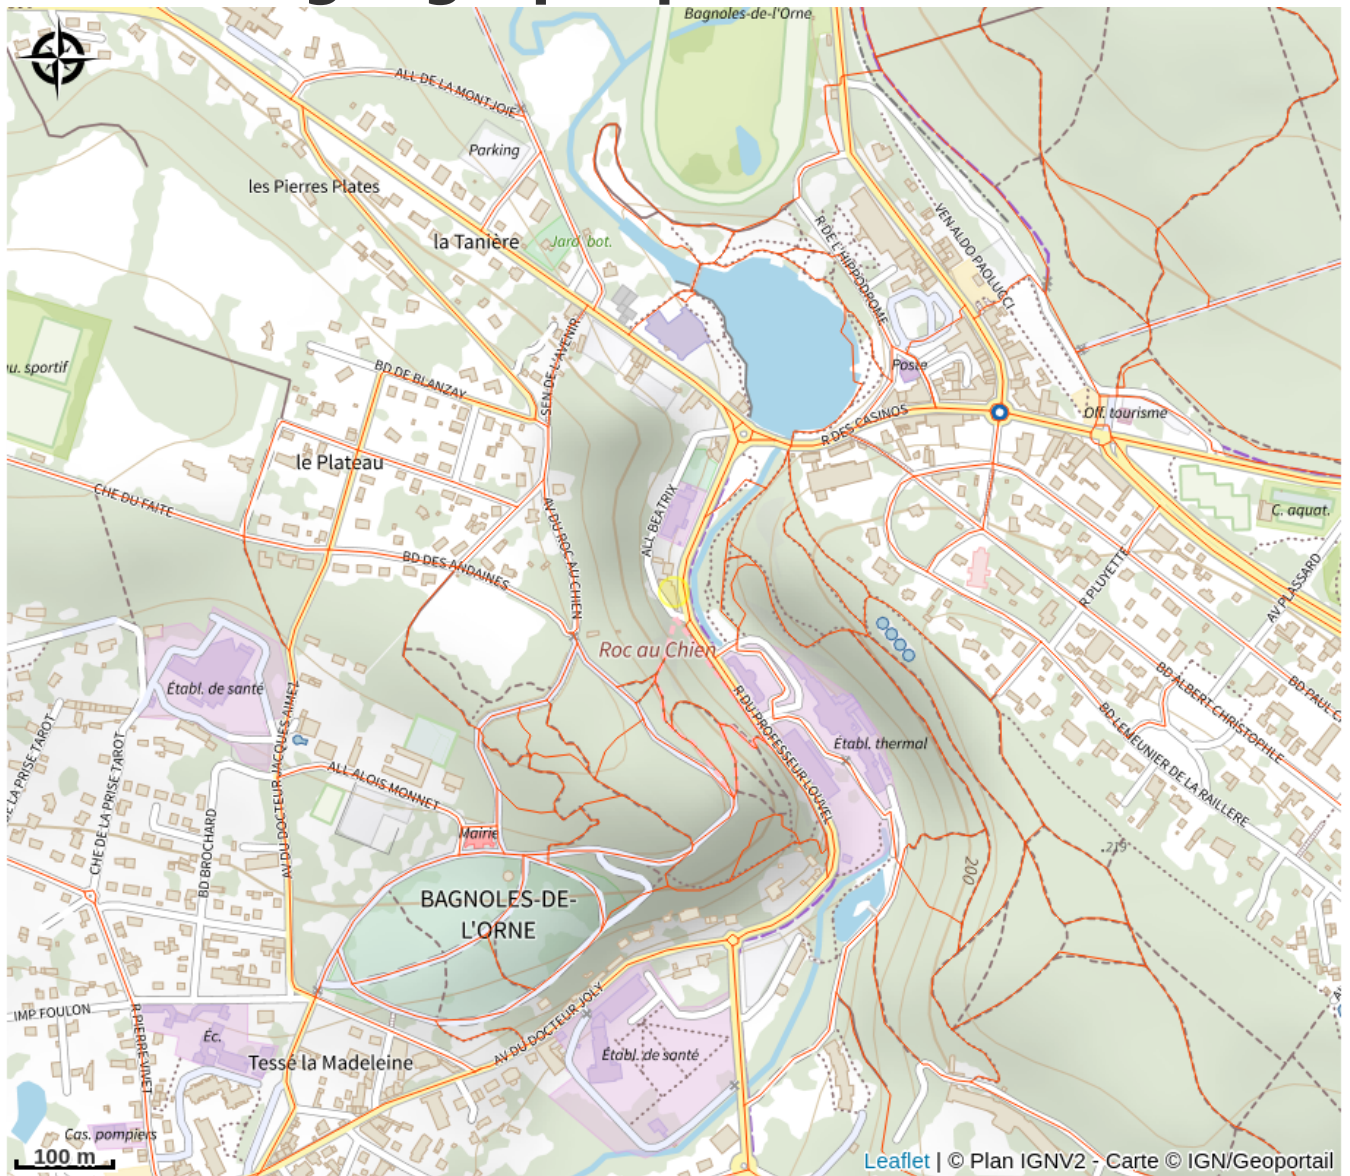 Bagnoles-de-l'Orne
ALL DE LA MONTJOIE
Parking
les Pierres Plates
la Tanière
Jard. bot.
R DE L'HIPPODROME
VEN ALDO PAOLUCCI
u. sportif
BD DE BLANZAY
SEN DE L'AVENIR
Poste
R DES CASINOS
Off. tourisme
le Plateau
CHE DU FAITE
ALL BEATRIX
C. aquat.
AV DU ROC AU CHIEN
BD DES ANDAINES
R PLUYETTE
AV PLASSARD
Roc au Chien
Établ. de santé
BD ALBERT CHRISTOPHLE
BD PAUL C
R DU PROFESSEUR LOUVEL
BD LEMEUNIER DE LA RAILLERE
Établ. thermal
LA PRISE TAROT
CHE DE LA PRISE TAROT
AV DU DOCTEUR JACQUES AIMEZ
ALL ALOIS MONNET
BD BROCHARD
Mairie
219
200
BAGNOLES-DE-
L'ORNE
IMP FOULON
R PIERRE VIVET
AV DU DOCTEUR JOLY
Éc.
Tessé la Madeleine
Établ. de santé
Cas. pompiers
100 m
Leaflet | © Plan IGNV2 - Carte © IGN/Geoportail